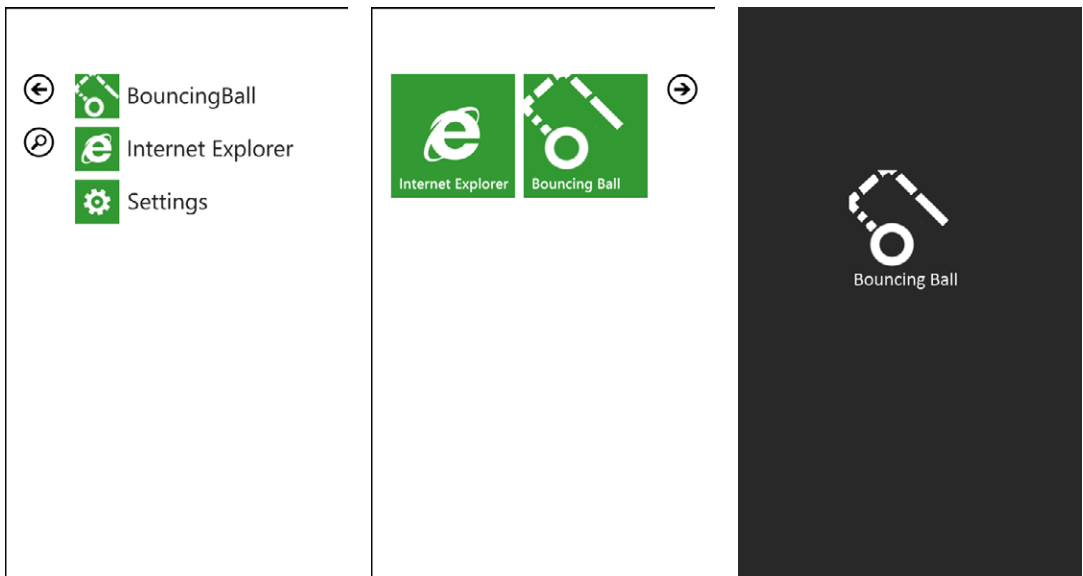 BouncingBall
Internet Explorer
Settings
Internet Explorer
Bouncing Ball
Bouncing Ball